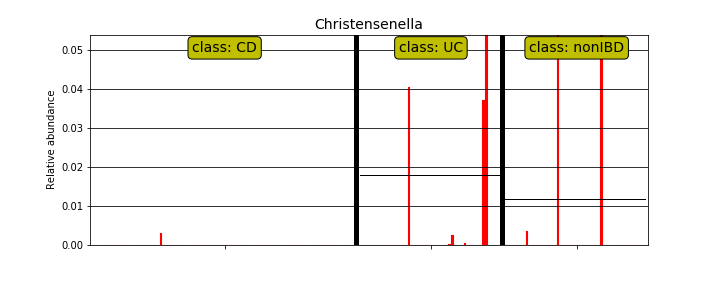 Christensenella
class: CD
class: UC
class: nonIBD
Relative abundance
0.05
0.04
0.03
0.02
0.01
0.00